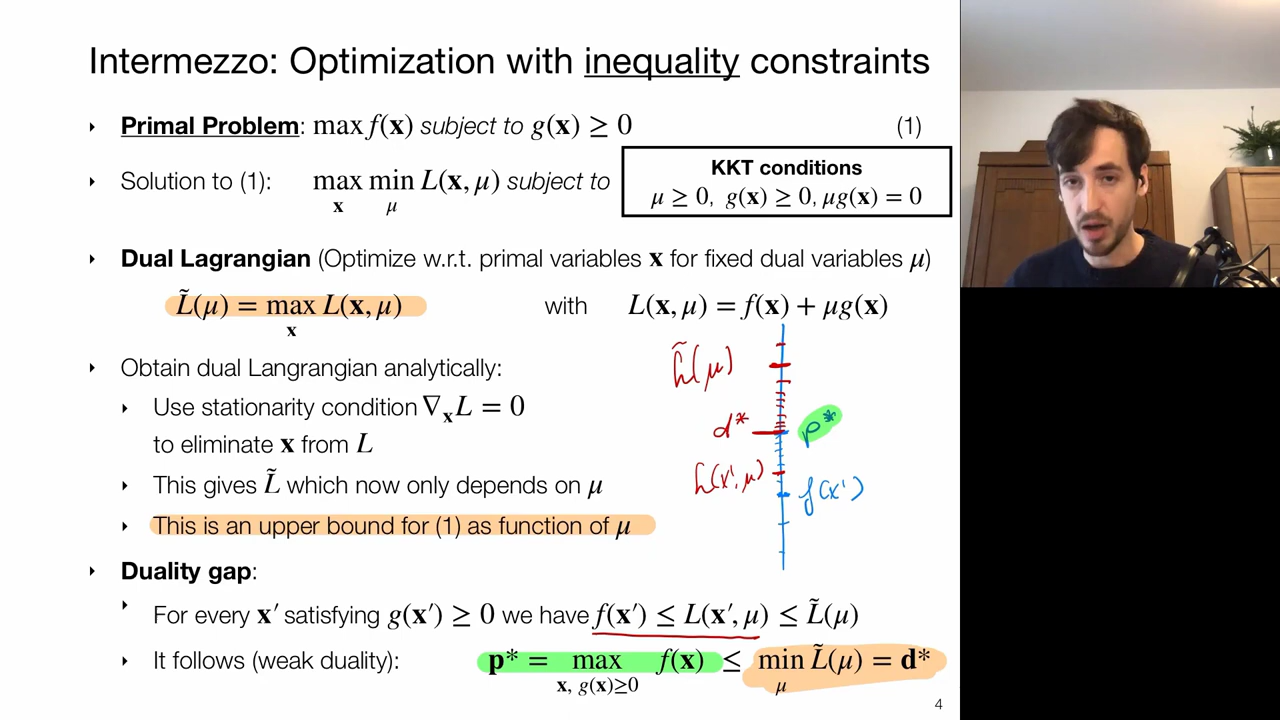 Intermezzo: Optimization with inequality constraints
‣ Primal Problem: max f(x) subject to g(x) ≥ 0 (1)
‣ Solution to (1): max min L(x, μ) subject to
x μ
KKT conditions
μ ≥ 0, g(x) ≥ 0, μg(x) = 0
‣ Dual Lagrangian (Optimize w.r.t. primal variables x for fixed dual variables μ)
L̃(μ) = max L(x, μ) with L(x, μ) = f(x) + μg(x)
x
‣ Obtain dual Langrangian analytically:
‣ Use stationarity condition ∇ₓL = 0
to eliminate x from L
‣ This gives L̃ which now only depends on μ
‣ This is an upper bound for (1) as function of μ
L̃(μ)
d* p*
L(x', μ)
f(x')
‣ Duality gap:
‣ For every x′ satisfying g(x′) ≥ 0 we have f(x′) ≤ L(x′, μ) ≤ L̃(μ)
‣ It follows (weak duality): p* = max f(x) ≤ min L̃(μ) = d*
x, g(x)≥0 μ
4